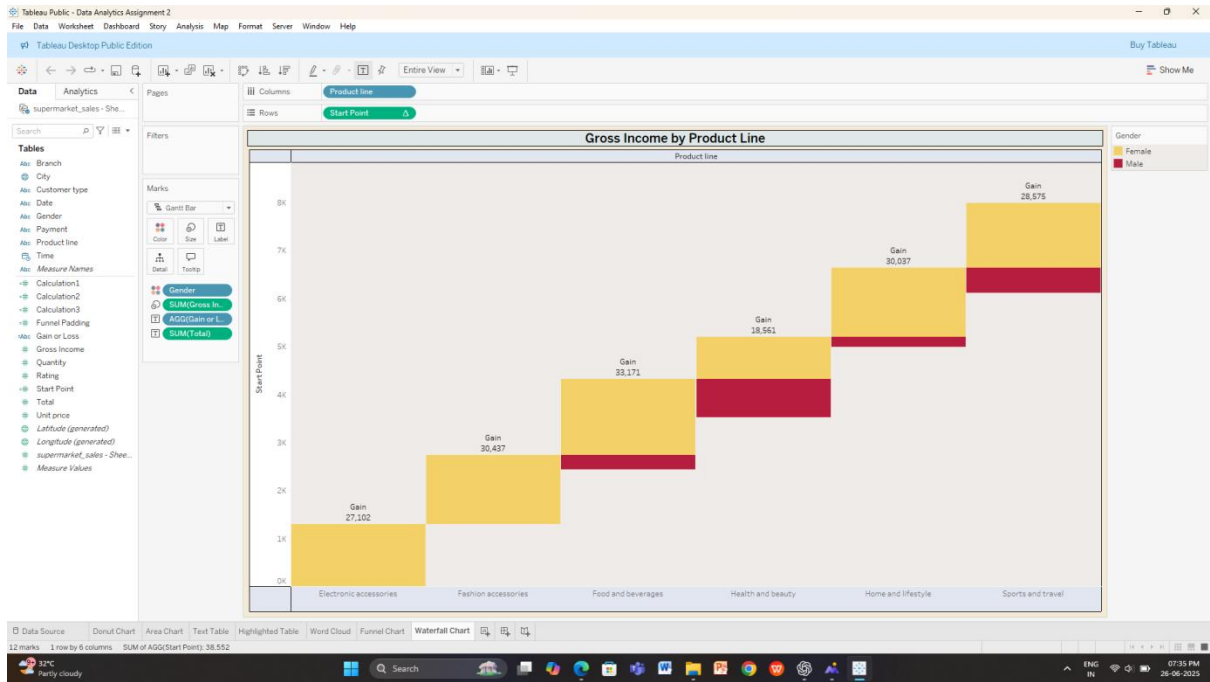 Tableau Public - Data Analytics Assignment 2
File Data Worksheet Dashboard Story Analysis Map Format Server Window Help
Tableau Desktop Public Edition
Buy Tableau
Entire View
Show Me
Data Analytics
supermarket_sales - She...
Search
Tables
Abc Branch
City
Abc Customer type
Abc Date
Abc Gender
Abc Payment
Abc Product line
Time
Abc Measure Names
Calculation1
Calculation2
Calculation3
Funnel Padding
Abc Gain or Loss
Gross Income
Quantity
Rating
Start Point
Total
Unit price
Latitude (generated)
Longitude (generated)
supermarket_sales - Shee...
Measure Values
Pages
Filters
Marks
Gantt Bar
Color Size Label
Detail Tooltip
Gender
SUM(Gross In..
AGG(Gain or L..
SUM(Total)
Columns Product line
Rows Start Point Δ
Gross Income by Product Line
Product line
Start Point
8K
7K
6K
5K
4K
3K
2K
1K
0K
Gain
27,102
Gain
30,437
Gain
33,171
Gain
18,561
Gain
30,037
Gain
28,575
Electronic accessories Fashion accessories Food and beverages Health and beauty Home and lifestyle Sports and travel
Gender
Female
Male
Data Source Donut Chart Area Chart Text Table Highlighted Table Word Cloud Funnel Chart Waterfall Chart
12 marks 1 row by 6 columns SUM of AGG(Start Point): 38,552
32°C
Partly cloudy
Search
ENG
IN
07:35 PM
26-06-2025